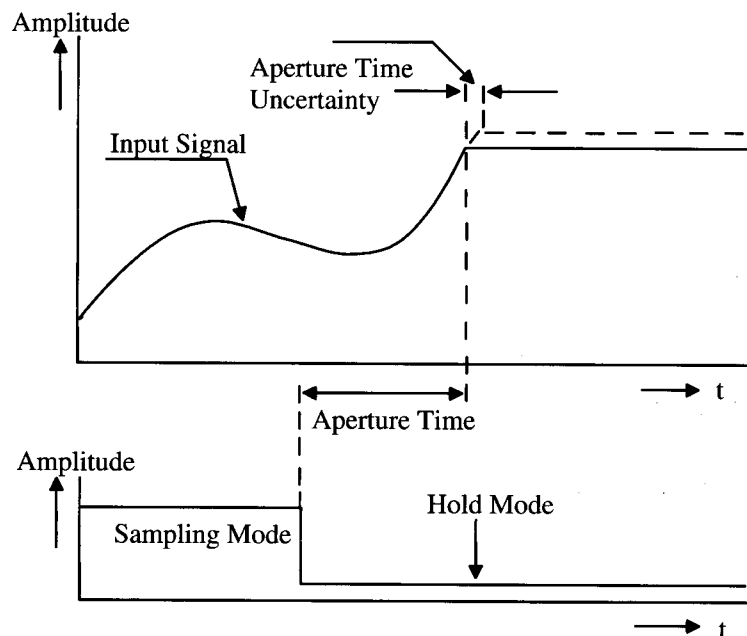 Amplitude
Aperture Time
Uncertainty
Input Signal
t
Aperture Time
Amplitude
Hold Mode
Sampling Mode
t